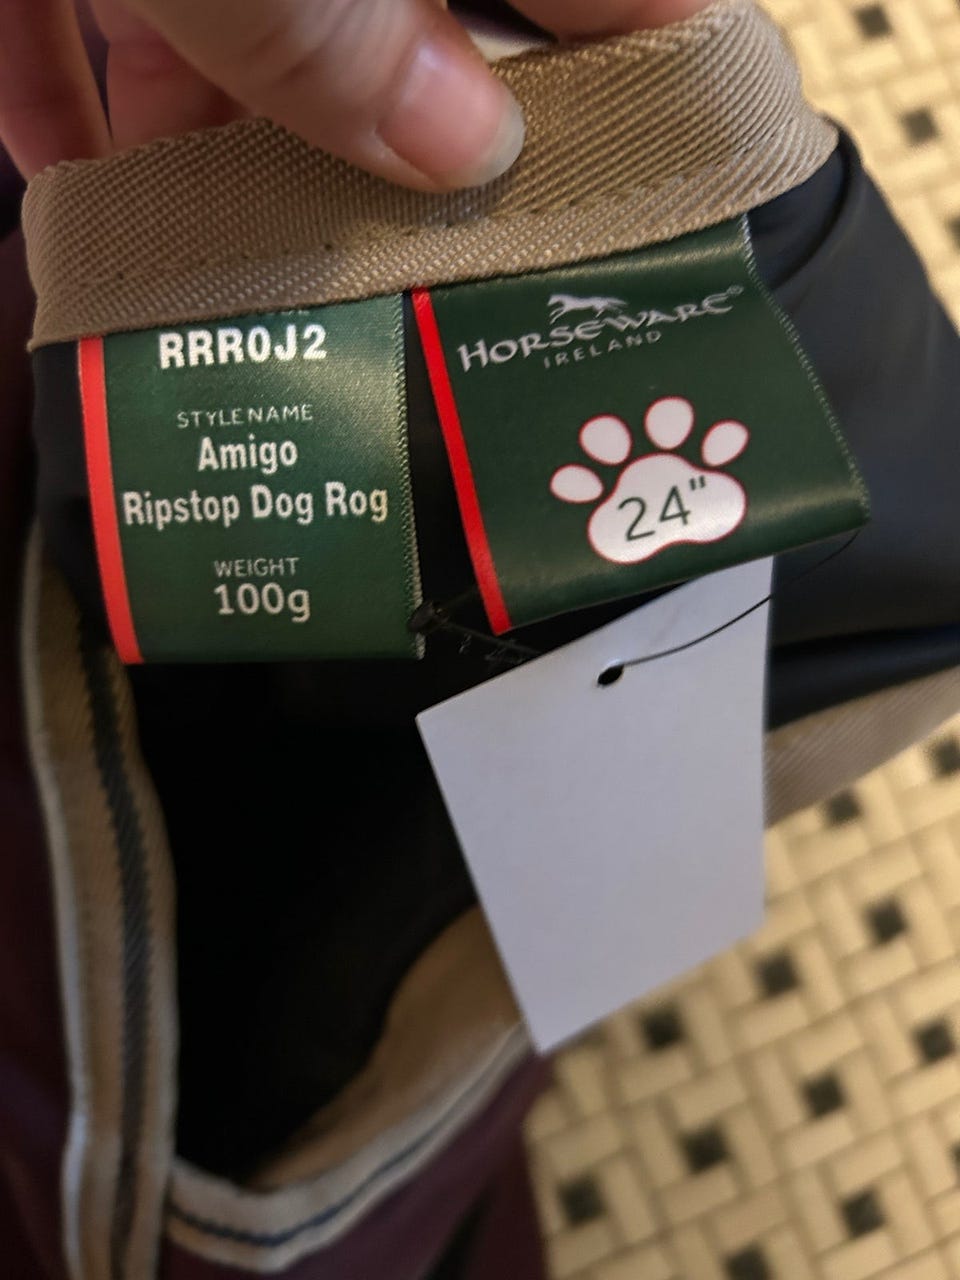 RRR0J2
STYLE NAME
Amigo
Ripstop Dog Rog
WEIGHT
100g
HORSEWARE®
IRELAND
24"